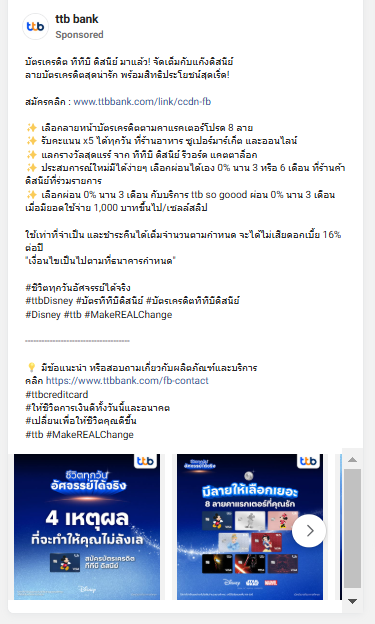 ttb bank
Sponsored
บัตรเครดิต ทีทีบี ดิสนีย์ มาแล้ว! จัดเต็มกับแก๊งดิสนีย์
ลายบัตรเครดิตสุดน่ารัก พร้อมสิทธิประโยชน์สุดเริ่ด!
สมัครคลิก : www.ttbbank.com/link/ccdn-fb
✨ เลือกลายหน้าบัตรเครดิตตามคาแรคเตอร์โปรด 8 ลาย
✨ รับคะแนน x5 ได้ทุกวัน ที่ร้านอาหาร ซูเปอร์มาร์เก็ต และออนไลน์
✨ แลกรางวัลสุดแรร์ จาก ทีทีบี ดิสนีย์ รีวอร์ด แคตตาล็อก
✨ ประสบการณ์ใหม่มีได้ง่ายๆ เลือกผ่อนได้เอง 0% นาน 3 หรือ 6 เดือน ที่ร้านค้า
ดิสนีย์ที่ร่วมรายการ
✨ เลือกผ่อน 0% นาน 3 เดือน กับบริการ ttb so goood ผ่อน 0% นาน 3 เดือน
เมื่อมียอดใช้จ่าย 1,000 บาทขึ้นไป/เซลล์สลิป
ใช้เท่าที่จำเป็น และชำระคืนได้เต็มจำนวนตามกำหนด จะได้ไม่เสียดอกเบี้ย 16%
ต่อปี
"เงื่อนไขเป็นไปตามที่ธนาคารกำหนด"
#ชีวิตทุกวันอัศจรรย์ได้จริง
#ttbDisney #บัตรทีทีบีดิสนีย์ #บัตรเครดิตทีทีบีดิสนีย์
#Disney #ttb #MakeREALChange
-----------------------------------
💡 มีข้อแนะนำ หรือสอบถามเกี่ยวกับผลิตภัณฑ์และบริการ
คลิก https://www.ttbbank.com/fb-contact
#ttbcreditcard
#ให้ชีวิตการเงินดีทั้งวันนี้และอนาคต
#เปลี่ยนเพื่อให้ชีวิตคุณดีขึ้น
#ttb #MakeREALChange
ttb
ชีวิตทุกวัน
อัศจรรย์ได้จริง
4 เหตุผล
ที่จะทำให้คุณไม่ลังเล
สมัครบัตรเครดิต
ทีทีบี ดิสนีย์
Disney
ttb
ชีวิตทุกวัน
อัศจรรย์ได้จริง
มีลายให้เลือกเยอะ
8 ลายคาแรคเตอร์ที่คุณรัก
Disney
STAR WARS
MARVEL